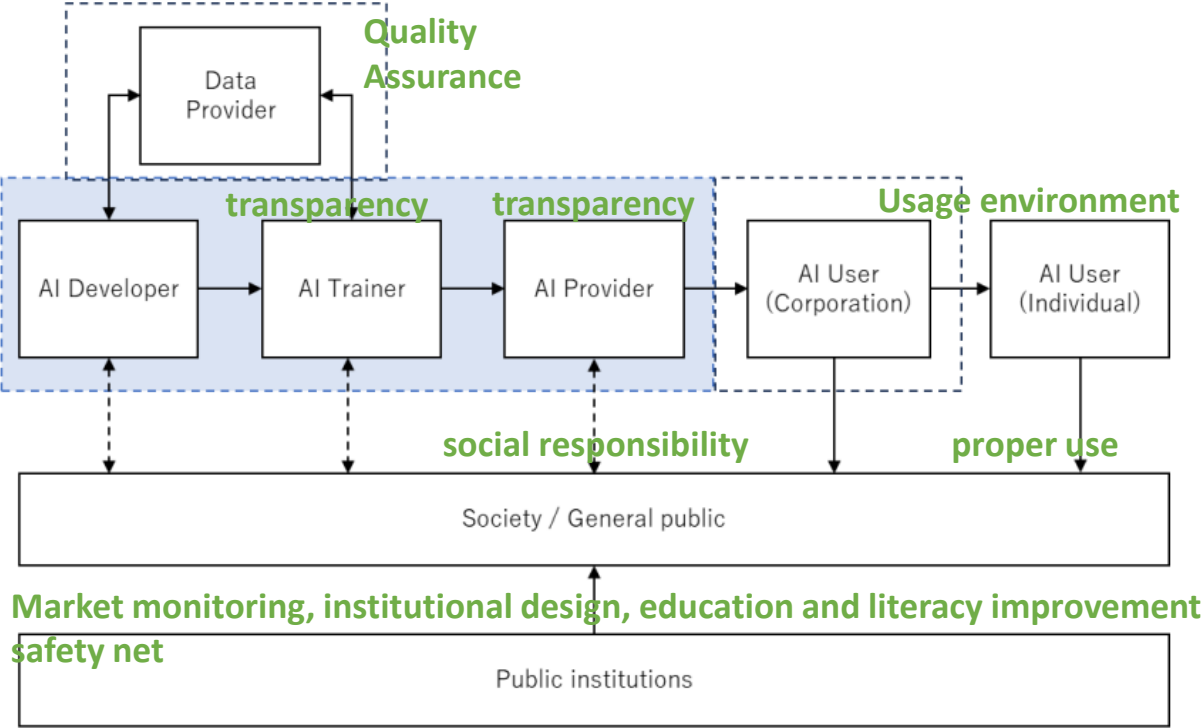 Quality
Assurance
Data
Provider
transparency
transparency
Usage environment
AI Developer
AI Trainer
AI Provider
AI User
(Corporation)
AI User
(Individual)
social responsibility
proper use
Society / General public
Market monitoring, institutional design, education and literacy improvement
safety net
Public institutions